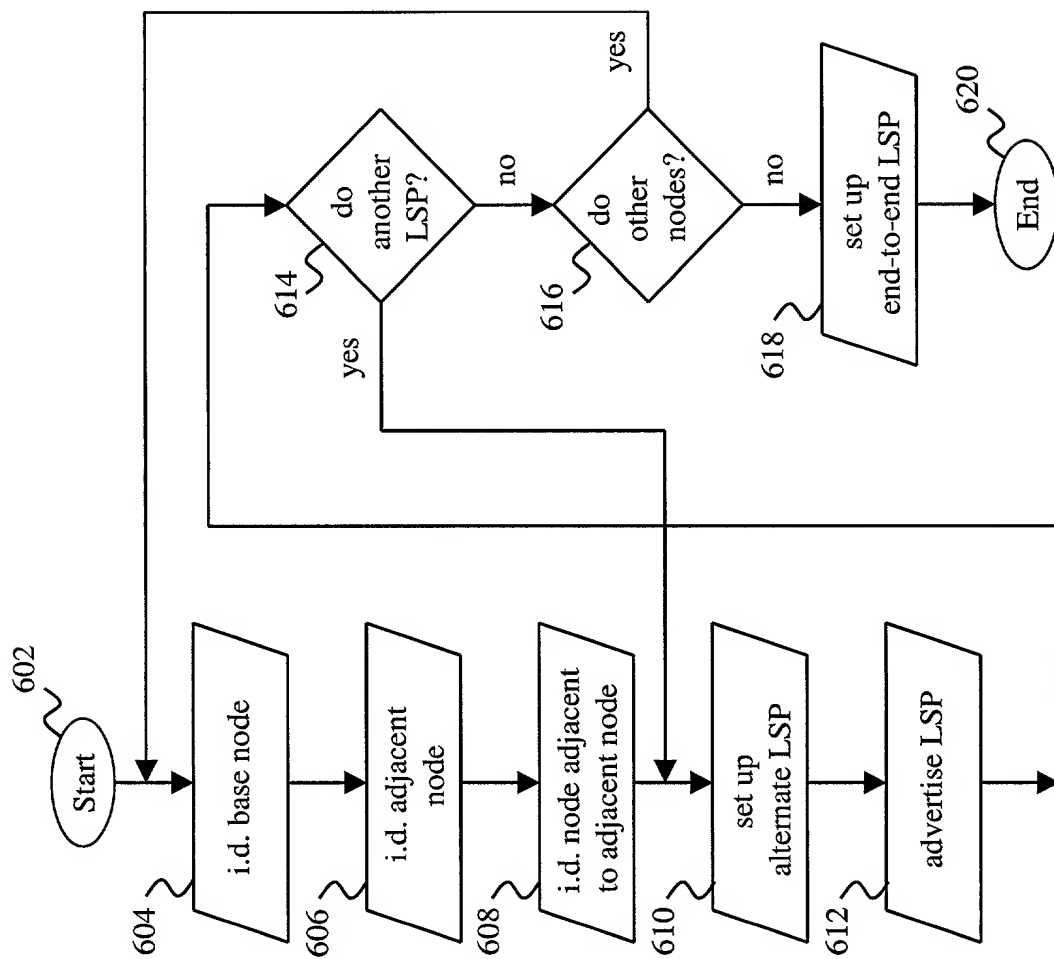 602
Start
604
i.d. base node
606
i.d. adjacent
node
608
i.d. node adjacent
to adjacent node
610
set up
alternate LSP
612
advertise LSP
614
do
another
LSP?
yes
no
616
do
other
nodes?
yes
no
618
set up
end-to-end LSP
620
End